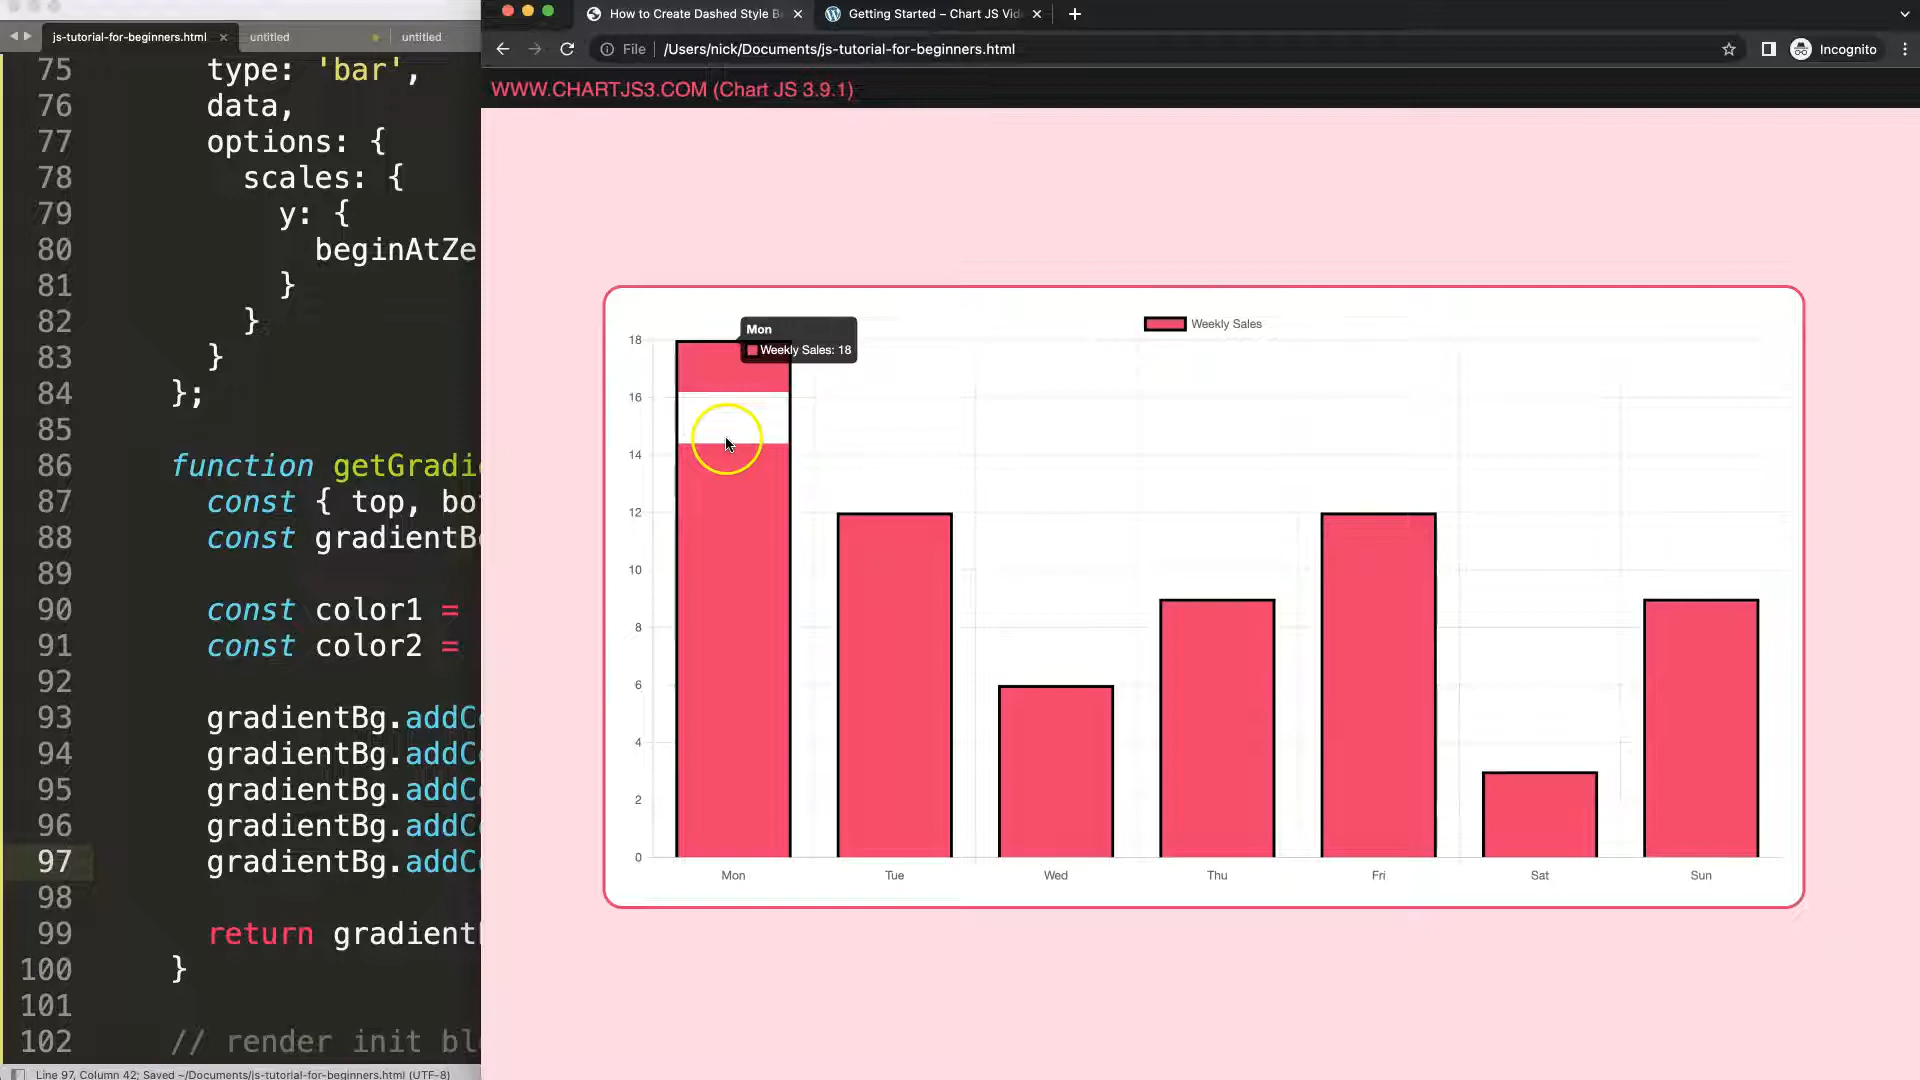 js-tutorial-for-beginners.html × untitled untitled
How to Create Dashed Style B × Getting Started – Chart JS Vid × +
File /Users/nick/Documents/js-tutorial-for-beginners.html Incognito
WWW.CHARTJS3.COM (Chart JS 3.9.1)
75 type: 'bar',
76 data,
77 options: {
78 scales: {
79 y: {
80 beginAtZe
81 }
82 }
83 }
84 };
85
86 function getGradi
87 const { top, bo
88 const gradientB
89
90 const color1 =
91 const color2 =
92
93 gradientBg.addC
94 gradientBg.addC
95 gradientBg.addC
96 gradientBg.addC
97 gradientBg.addC
98
99 return gradient
100 }
101
102 // render init bl
Line 97, Column 42; Saved ~/Documents/js-tutorial-for-beginners.html (UTF-8)
Weekly Sales
Mon
Weekly Sales: 18
18
16
14
12
10
8
6
4
2
0
Mon Tue Wed Thu Fri Sat Sun